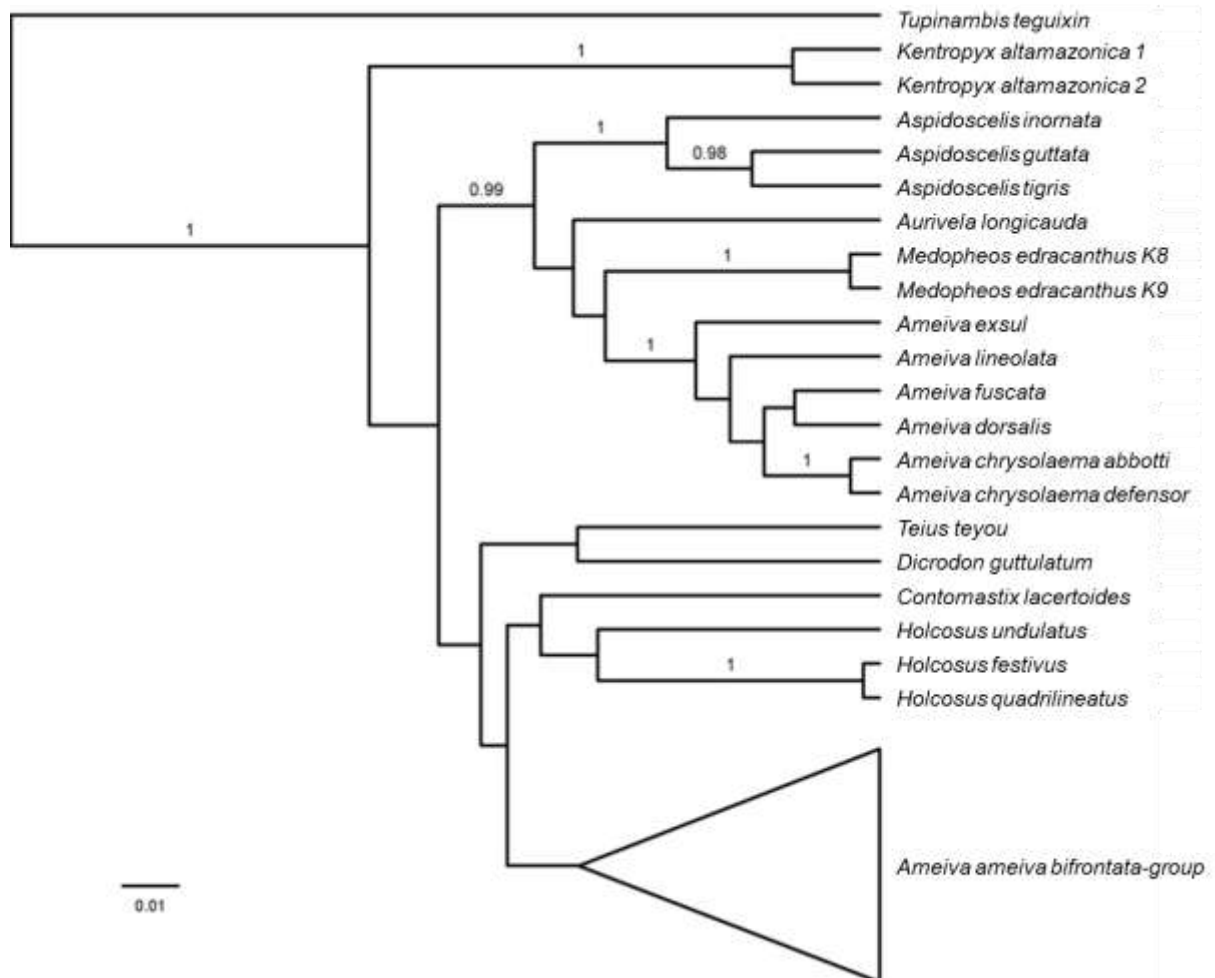 Tupinambis teguixin
1
Kentropyx altamazonica 1
Kentropyx altamazonica 2
Aspidoscelis inornata
1
Aspidoscelis guttata
0.98
Aspidoscelis tigris
0.99
Aurivela longicauda
1
Medopheos edracanthus K8
1
Medopheos edracanthus K9
Ameiva exsul
1
Ameiva lineolata
Ameiva fuscata
Ameiva dorsalis
Ameiva chrysolaema abbotti
1
Ameiva chrysolaema defensor
Teius teyou
Dicrodon guttulatum
Contomastix lacertoides
Holcosus undulatus
Holcosus festivus
1
Holcosus quadrilineatus
Ameiva ameiva bifrontata-group
0.01